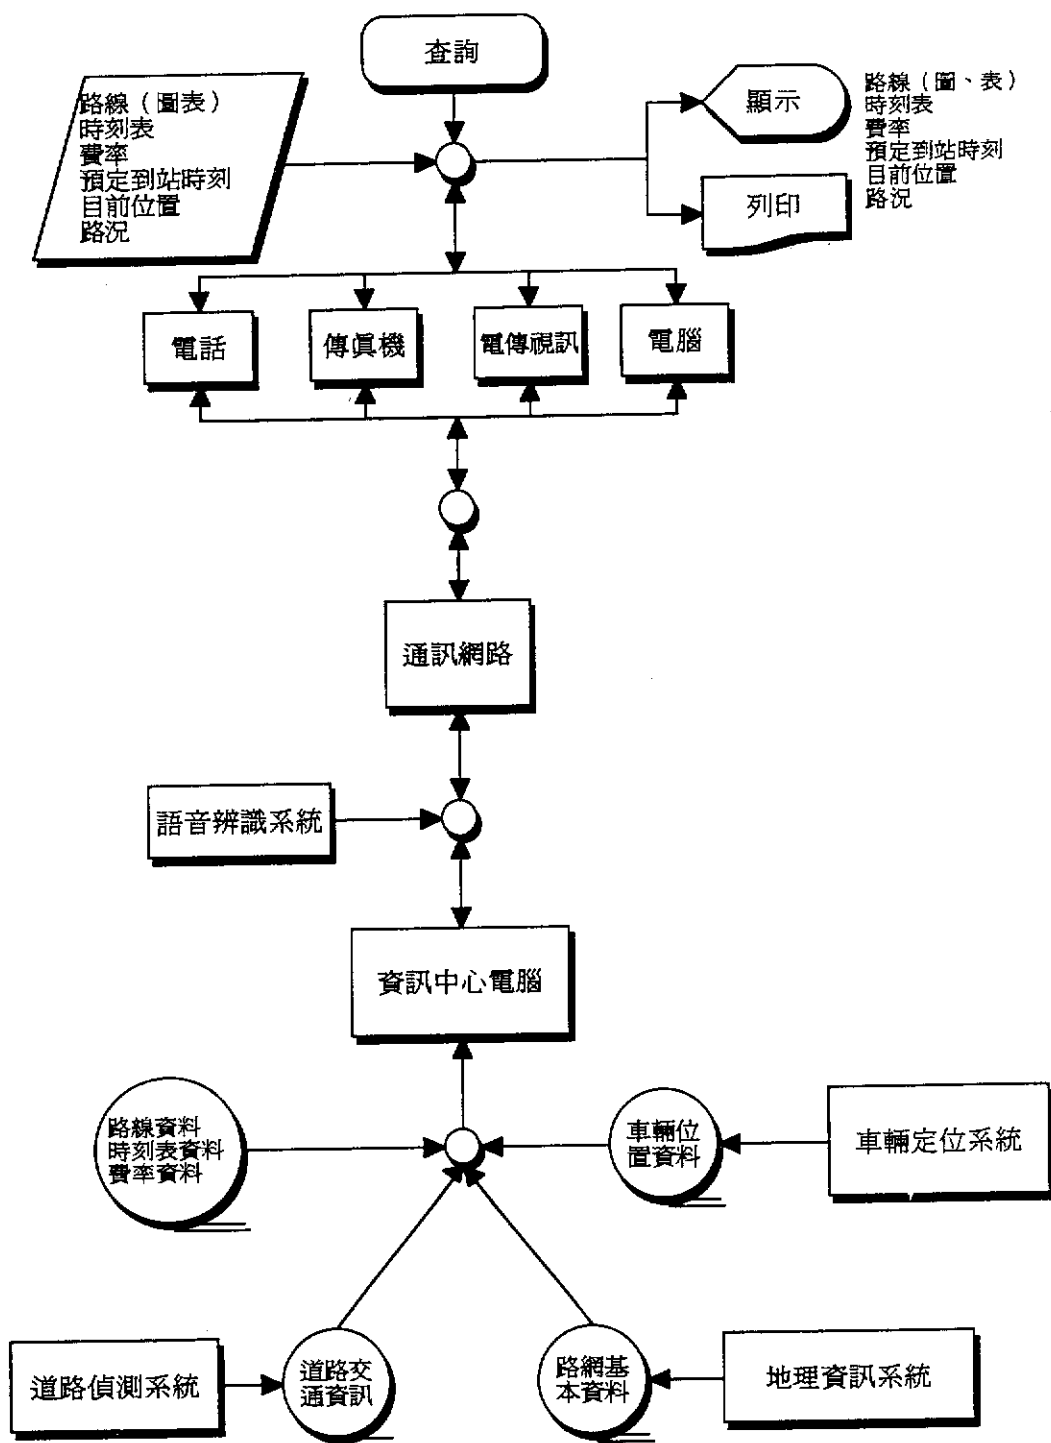 查詢
路線（圖表）
時刻表
費率
預定到站時刻
目前位置
路況
顯示
列印
路線（圖、表）
時刻表
費率
預定到站時刻
目前位置
路況
電話
傳眞機
電傳視訊
電腦
通訊網路
語音辨識系統
資訊中心電腦
路線資料
時刻表資料
費率資料
車輛位
置資料
車輛定位系統
道路偵測系統
道路交
通資訊
路網基
本資料
地理資訊系統